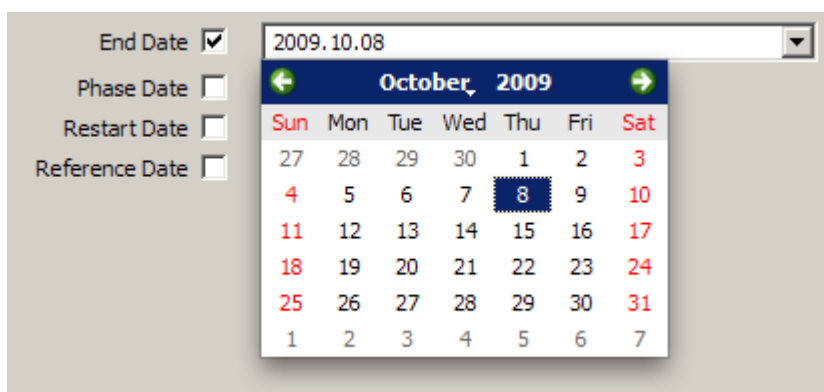 End Date 2009.10.08
Phase Date
October, 2009
Restart Date
Sun Mon Tue Wed Thu Fri Sat
Reference Date
27 28 29 30 1 2 3
4 5 6 7 8 9 10
11 12 13 14 15 16 17
18 19 20 21 22 23 24
25 26 27 28 29 30 31
1 2 3 4 5 6 7